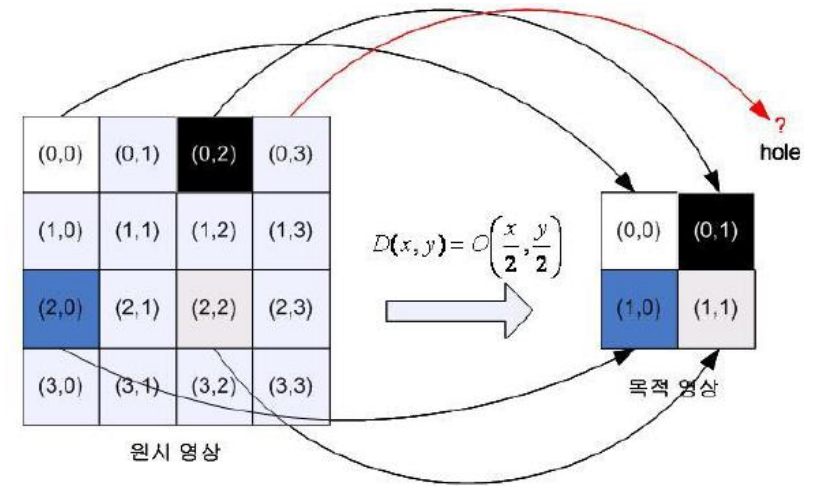 ?
hole
(0,0) (0,1) (0,2) (0,3)
(1,0) (1,1) (1,2) (1,3)
(2,0) (2,1) (2,2) (2,3)
(3,0) (3,1) (3,2) (3,3)
원시 영상
D(x, y) = O(x/2, y/2)
(0,0) (0,1)
(1,0) (1,1)
목적 영상